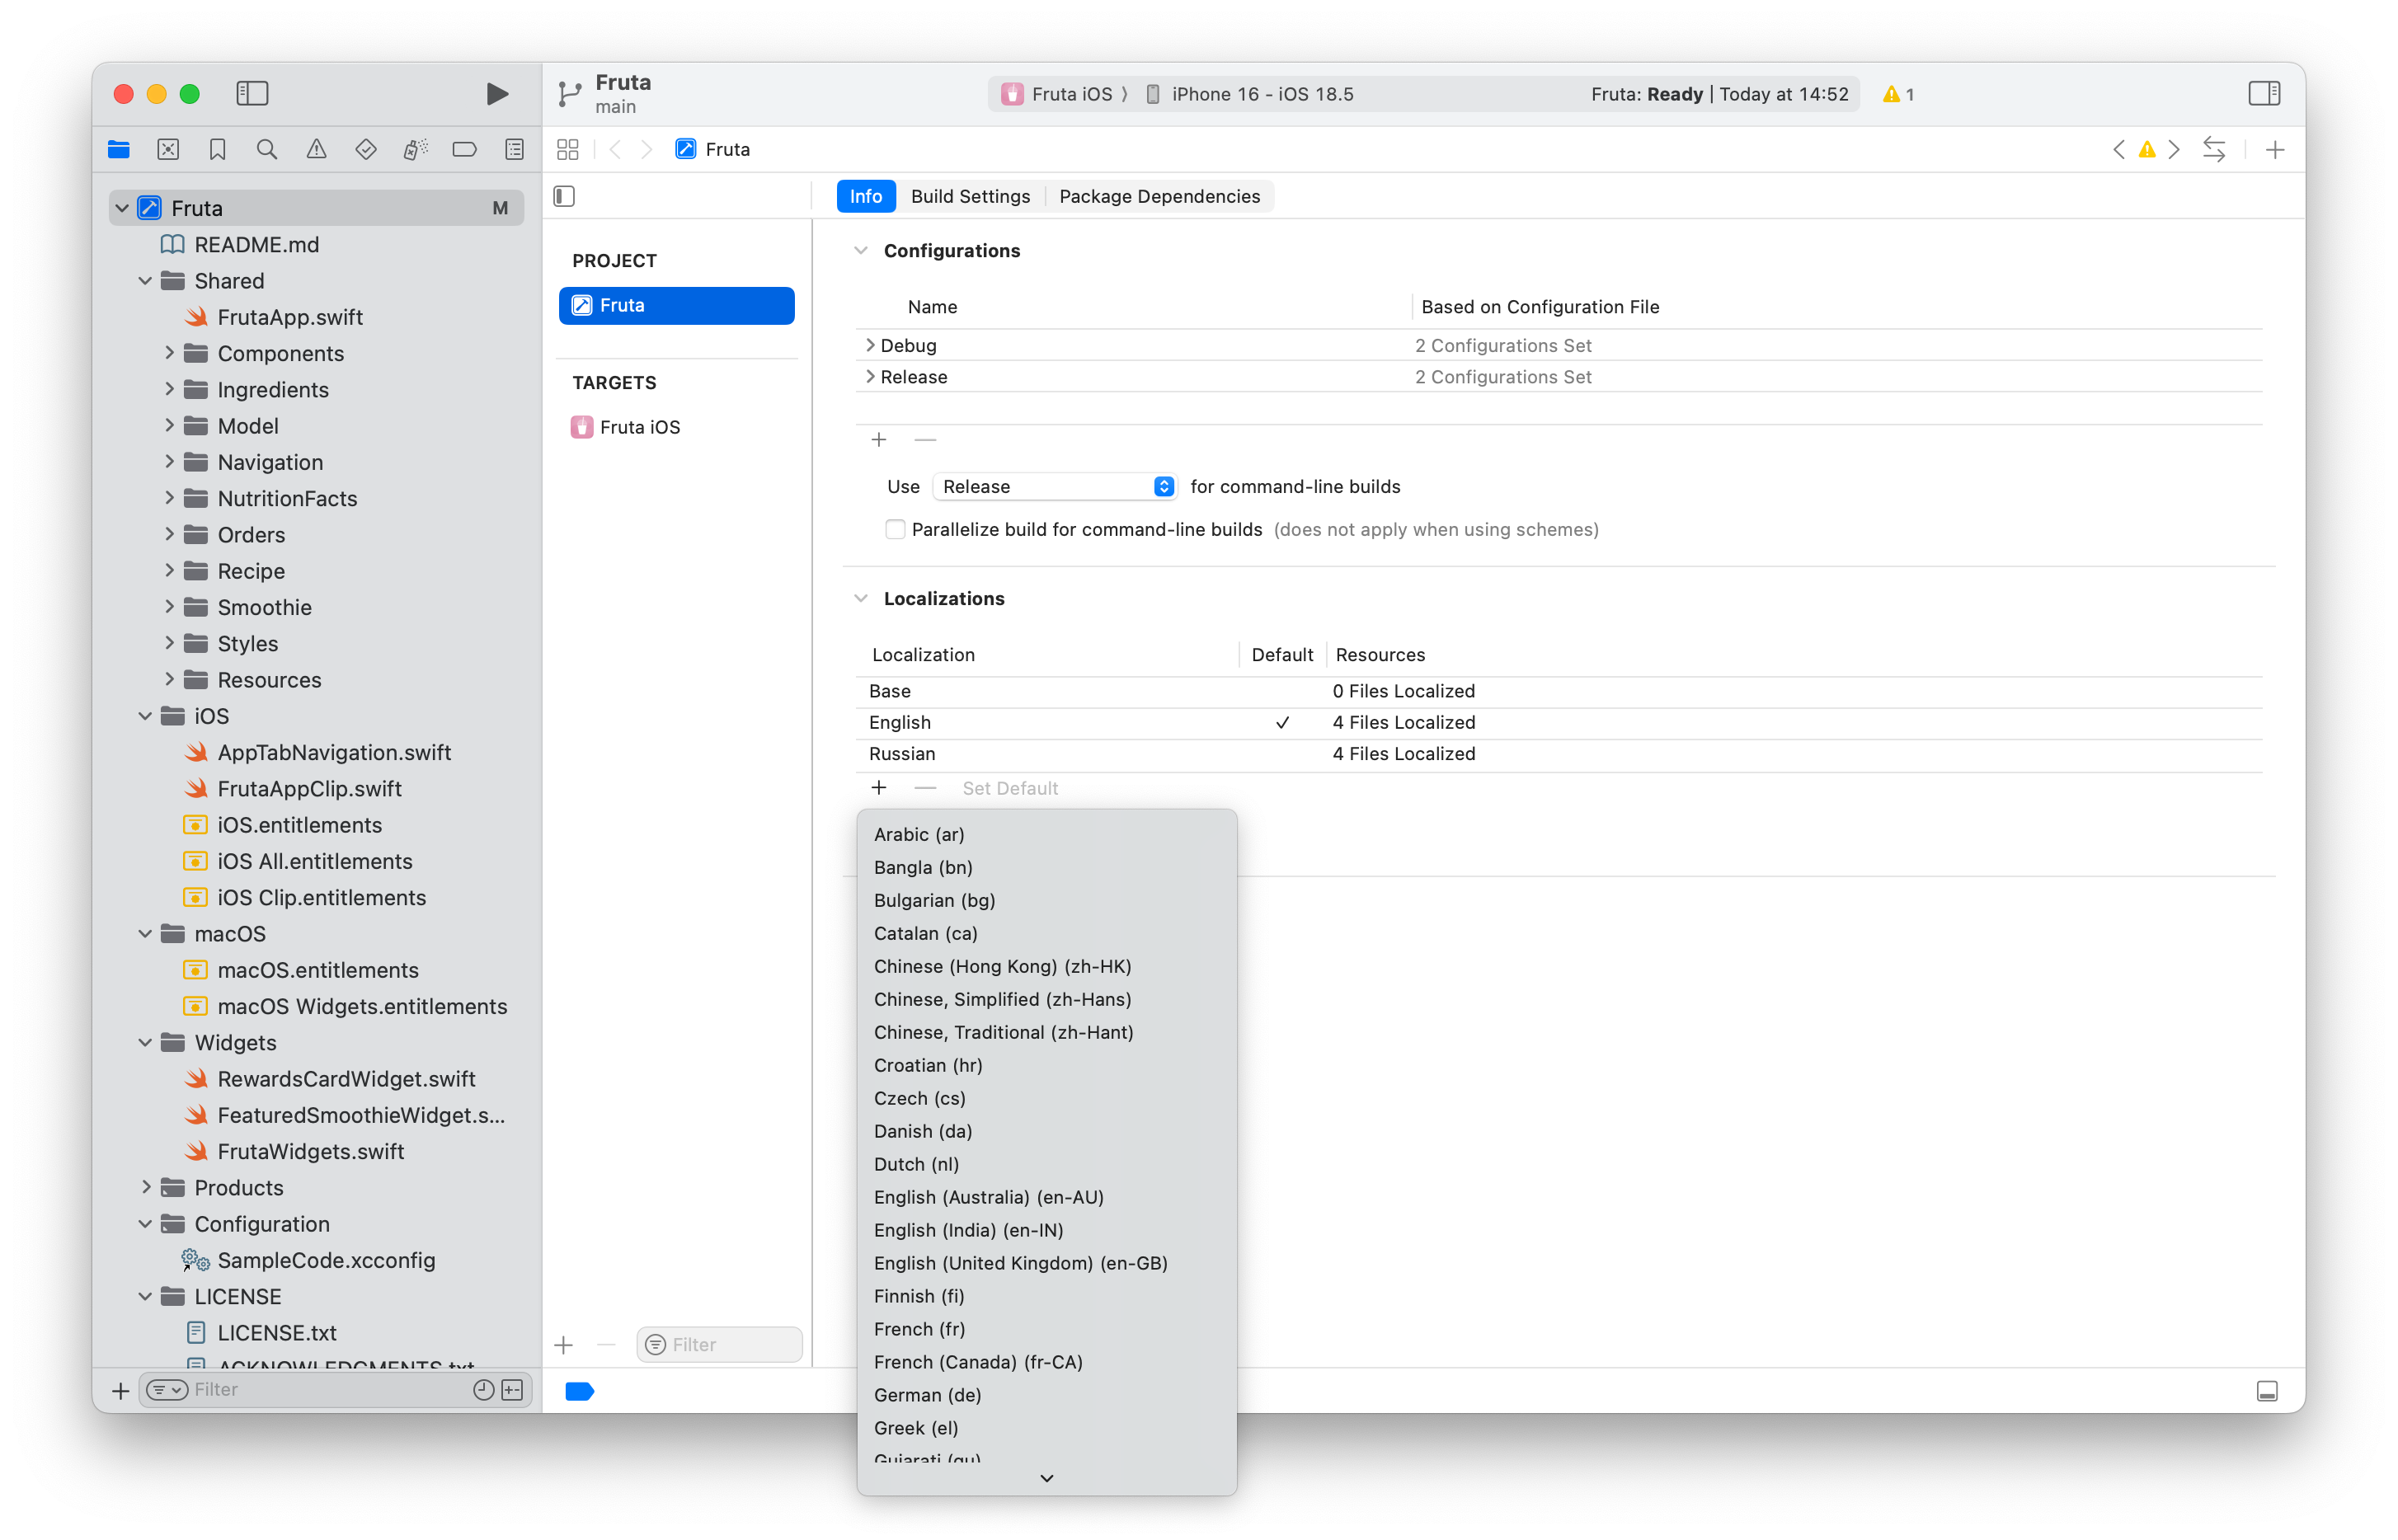 Fruta
main
Fruta iOS 〉 iPhone 16 - iOS 18.5
Fruta: Ready | Today at 14:52
1
Fruta
Info
Build Settings
Package Dependencies
Fruta
M
README.md
Shared
FrutaApp.swift
Components
Ingredients
Model
Navigation
NutritionFacts
Orders
Recipe
Smoothie
Styles
Resources
iOS
AppTabNavigation.swift
FrutaAppClip.swift
iOS.entitlements
iOS All.entitlements
iOS Clip.entitlements
macOS
macOS.entitlements
macOS Widgets.entitlements
Widgets
RewardsCardWidget.swift
FeaturedSmoothieWidget.s...
FrutaWidgets.swift
Products
Configuration
SampleCode.xcconfig
LICENSE
LICENSE.txt
ACKNOWLEDGMENTS.txt
Filter
PROJECT
Fruta
TARGETS
Fruta iOS
Filter
Configurations
Name
Based on Configuration File
Debug
2 Configurations Set
Release
2 Configurations Set
Use Release for command-line builds
Parallelize build for command-line builds (does not apply when using schemes)
Localizations
Localization
Default
Resources
Base
0 Files Localized
English
4 Files Localized
Russian
4 Files Localized
Set Default
Arabic (ar)
Bangla (bn)
Bulgarian (bg)
Catalan (ca)
Chinese (Hong Kong) (zh-HK)
Chinese, Simplified (zh-Hans)
Chinese, Traditional (zh-Hant)
Croatian (hr)
Czech (cs)
Danish (da)
Dutch (nl)
English (Australia) (en-AU)
English (India) (en-IN)
English (United Kingdom) (en-GB)
Finnish (fi)
French (fr)
French (Canada) (fr-CA)
German (de)
Greek (el)
Gujarati (gu)